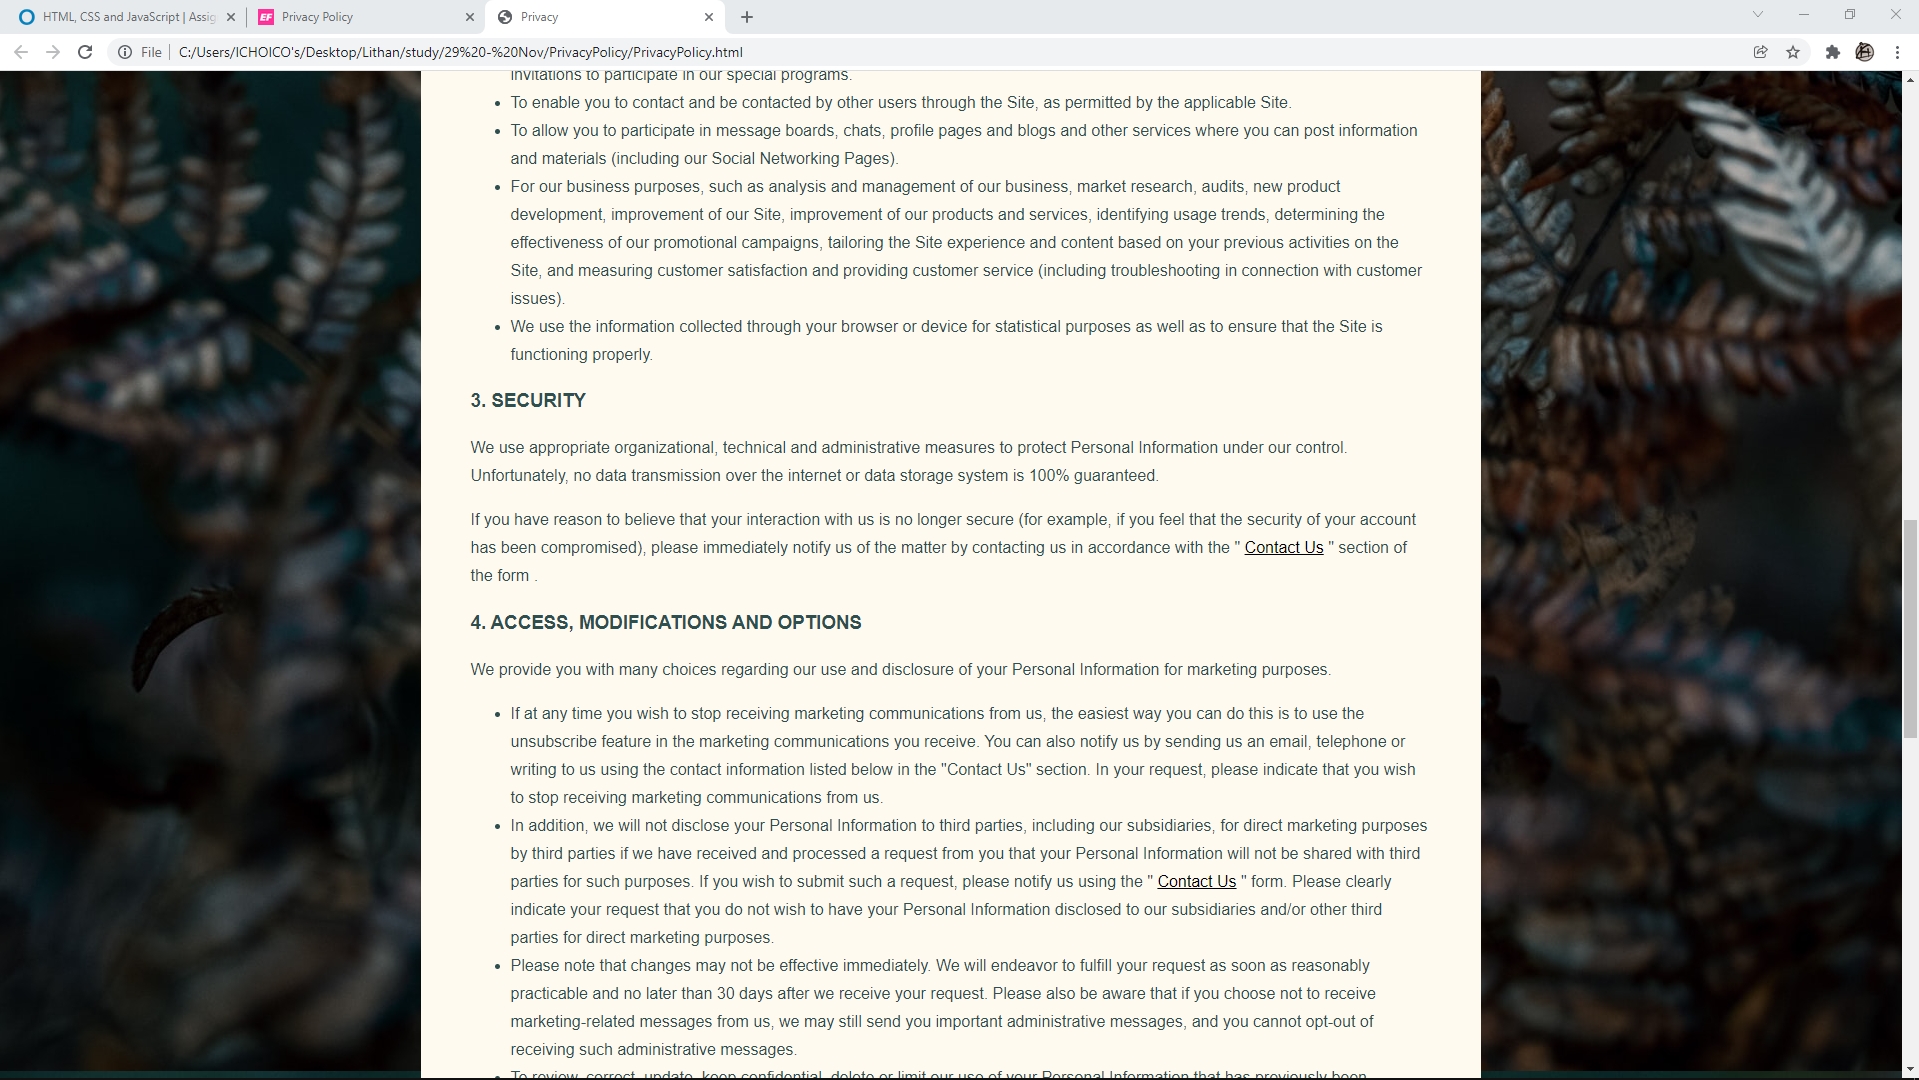 HTML, CSS and JavaScript | Assig
Privacy Policy
Privacy
File
C:/Users/ICHOICO's/Desktop/Lithan/study/29%20-%20Nov/PrivacyPolicy/PrivacyPolicy.html
invitations to participate in our special programs.
• To enable you to contact and be contacted by other users through the Site, as permitted by the applicable Site.
• To allow you to participate in message boards, chats, profile pages and blogs and other services where you can post information
and materials (including our Social Networking Pages).
• For our business purposes, such as analysis and management of our business, market research, audits, new product
development, improvement of our Site, improvement of our products and services, identifying usage trends, determining the
effectiveness of our promotional campaigns, tailoring the Site experience and content based on your previous activities on the
Site, and measuring customer satisfaction and providing customer service (including troubleshooting in connection with customer
issues).
• We use the information collected through your browser or device for statistical purposes as well as to ensure that the Site is
functioning properly.
3. SECURITY
We use appropriate organizational, technical and administrative measures to protect Personal Information under our control.
Unfortunately, no data transmission over the internet or data storage system is 100% guaranteed.
If you have reason to believe that your interaction with us is no longer secure (for example, if you feel that the security of your account
has been compromised), please immediately notify us of the matter by contacting us in accordance with the " Contact Us " section of
the form .
4. ACCESS, MODIFICATIONS AND OPTIONS
We provide you with many choices regarding our use and disclosure of your Personal Information for marketing purposes.
• If at any time you wish to stop receiving marketing communications from us, the easiest way you can do this is to use the
unsubscribe feature in the marketing communications you receive. You can also notify us by sending us an email, telephone or
writing to us using the contact information listed below in the "Contact Us" section. In your request, please indicate that you wish
to stop receiving marketing communications from us.
• In addition, we will not disclose your Personal Information to third parties, including our subsidiaries, for direct marketing purposes
by third parties if we have received and processed a request from you that your Personal Information will not be shared with third
parties for such purposes. If you wish to submit such a request, please notify us using the " Contact Us " form. Please clearly
indicate your request that you do not wish to have your Personal Information disclosed to our subsidiaries and/or other third
parties for direct marketing purposes.
• Please note that changes may not be effective immediately. We will endeavor to fulfill your request as soon as reasonably
practicable and no later than 30 days after we receive your request. Please also be aware that if you choose not to receive
marketing-related messages from us, we may still send you important administrative messages, and you cannot opt-out of
receiving such administrative messages.
• To review, correct, update, keep confidential, delete or limit our use of your Personal Information that has previously been